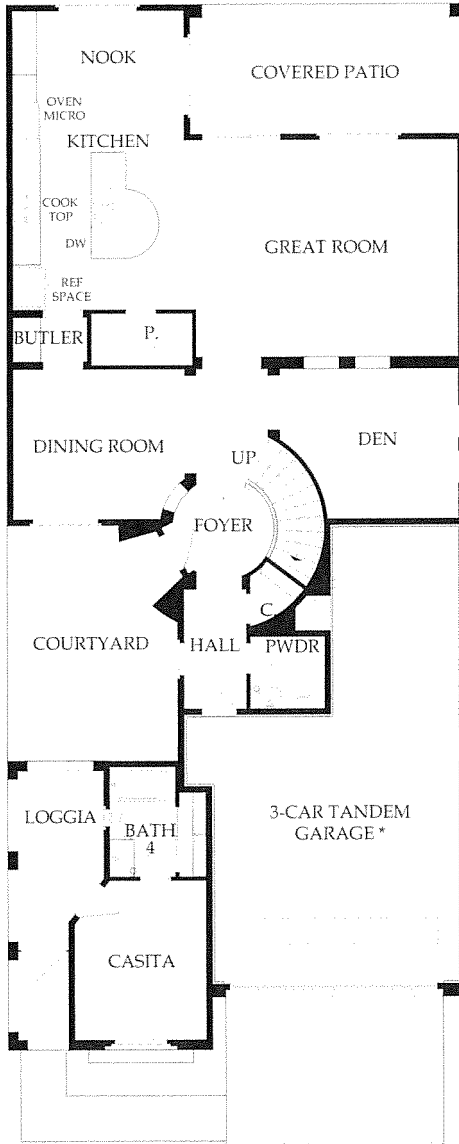 NOOK
COVERED PATIO
OVEN
MICRO
KITCHEN
COOK
TOP
DW
GREAT ROOM
REF
SPACE
BUTLER
P.
DINING ROOM
UP
DEN
FOYER
C.
COURTYARD
HALL
PWDR
LOGGIA
BATH
4
3-CAR TANDEM
GARAGE *
CASITA